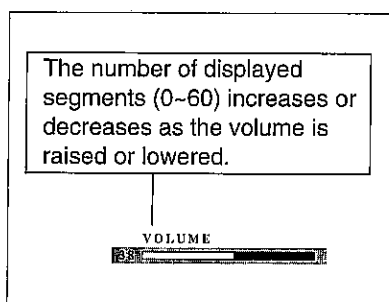 The number of displayed
segments (0~60) increases or
decreases as the volume is
raised or lowered.
VOLUME